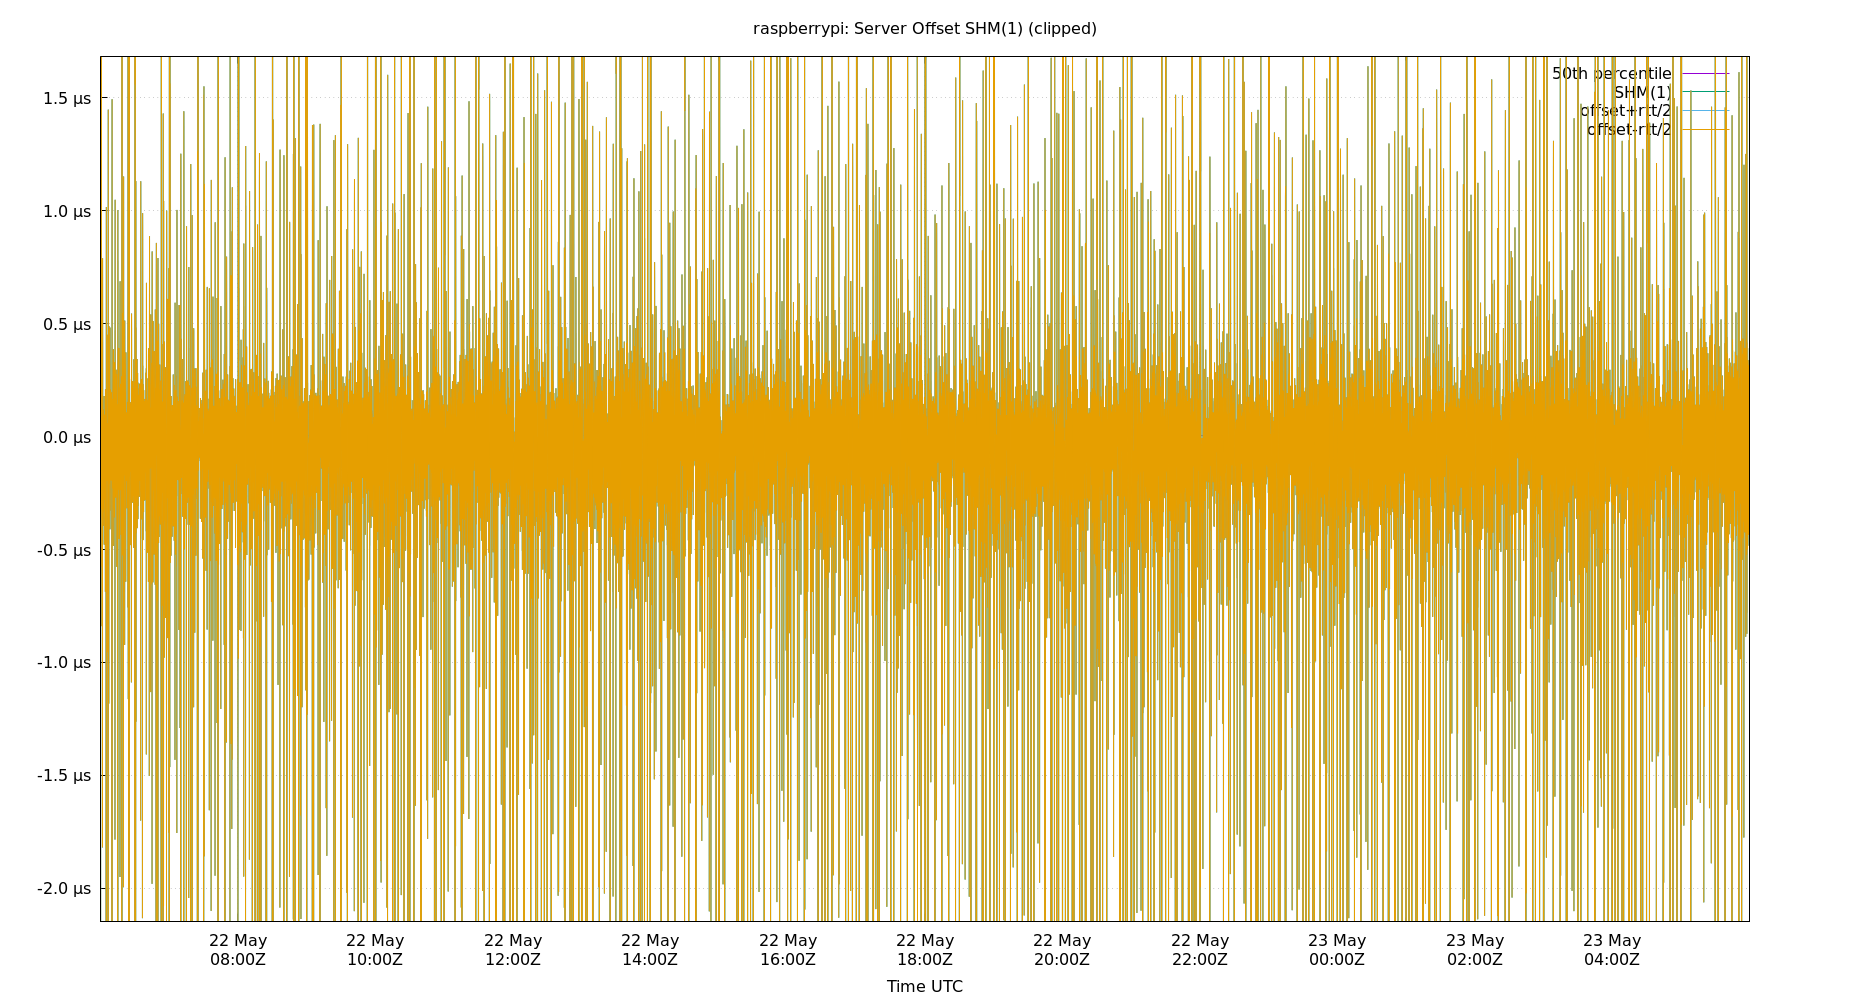 raspberrypi: Server Offset SHM(1) (clipped)
50th percentile
SHM(1)
offset+rtt/2
offset-rtt/2
1.5 µs
1.0 µs
0.5 µs
0.0 µs
-0.5 µs
-1.0 µs
-1.5 µs
-2.0 µs
22 May 22 May 22 May 22 May 22 May 22 May 22 May 22 May 23 May 23 May 23 May
08:00Z 10:00Z 12:00Z 14:00Z 16:00Z 18:00Z 20:00Z 22:00Z 00:00Z 02:00Z 04:00Z
Time UTC